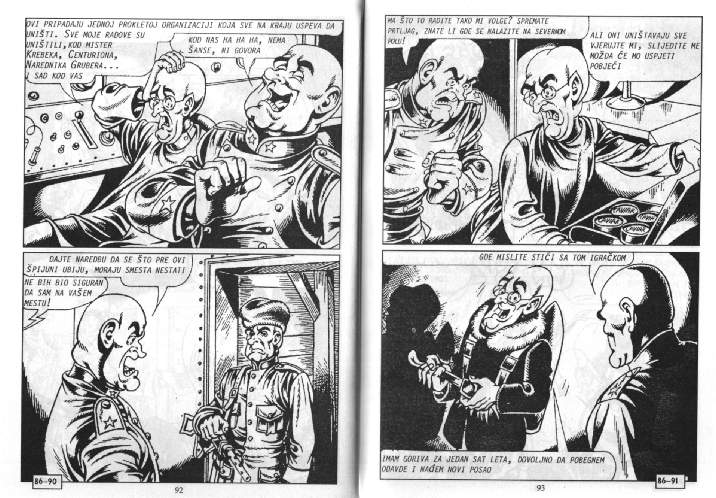 OVI PRIPADAJU JEDNOJ PROKLETOJ ORGANIZACIJI KOJA SVE NA KRAJU USPEVA DA
UNIŠTI. SVE MOJE RADOVE SU
UNIŠTILI, KOD MISTER
KREBEKA, CENTURIONA,
NAREDNIKA GRUBERA...
SAD KOD VAS
KOD NAS HA HA HA, NEMA
ŠANSE, NI GOVORA
DAJTE NAREDBU DA SE ŠTO PRE OVI
ŠPIJUNI UBIJU, MORAJU SMESTA NESTATI
NE BIH BIO SIGURAN
DA SAM NA VAŠEM
MESTU!
86-90
92
MA ŠTO TO RADITE TAKO MI VOLGE? SPREMATE
PRTLJAG, ZNATE LI GDE SE NALAZITE NA SEVERNOM
POLU!
ALI ONI UNIŠTAVAJU SVE
VJERUJTE MI, SLIJEDITE ME
MOŽDA ĆE MO USPJETI
POBJEĆI
GDE MISLITE STIĆI SA TOM IGRAČKOM
IMAM GORIVA ZA JEDAN SAT LETA, DOVOLJNO DA POBEGNEM
ODAVDE I NAĐEM NOVI POSAO
86-91
93